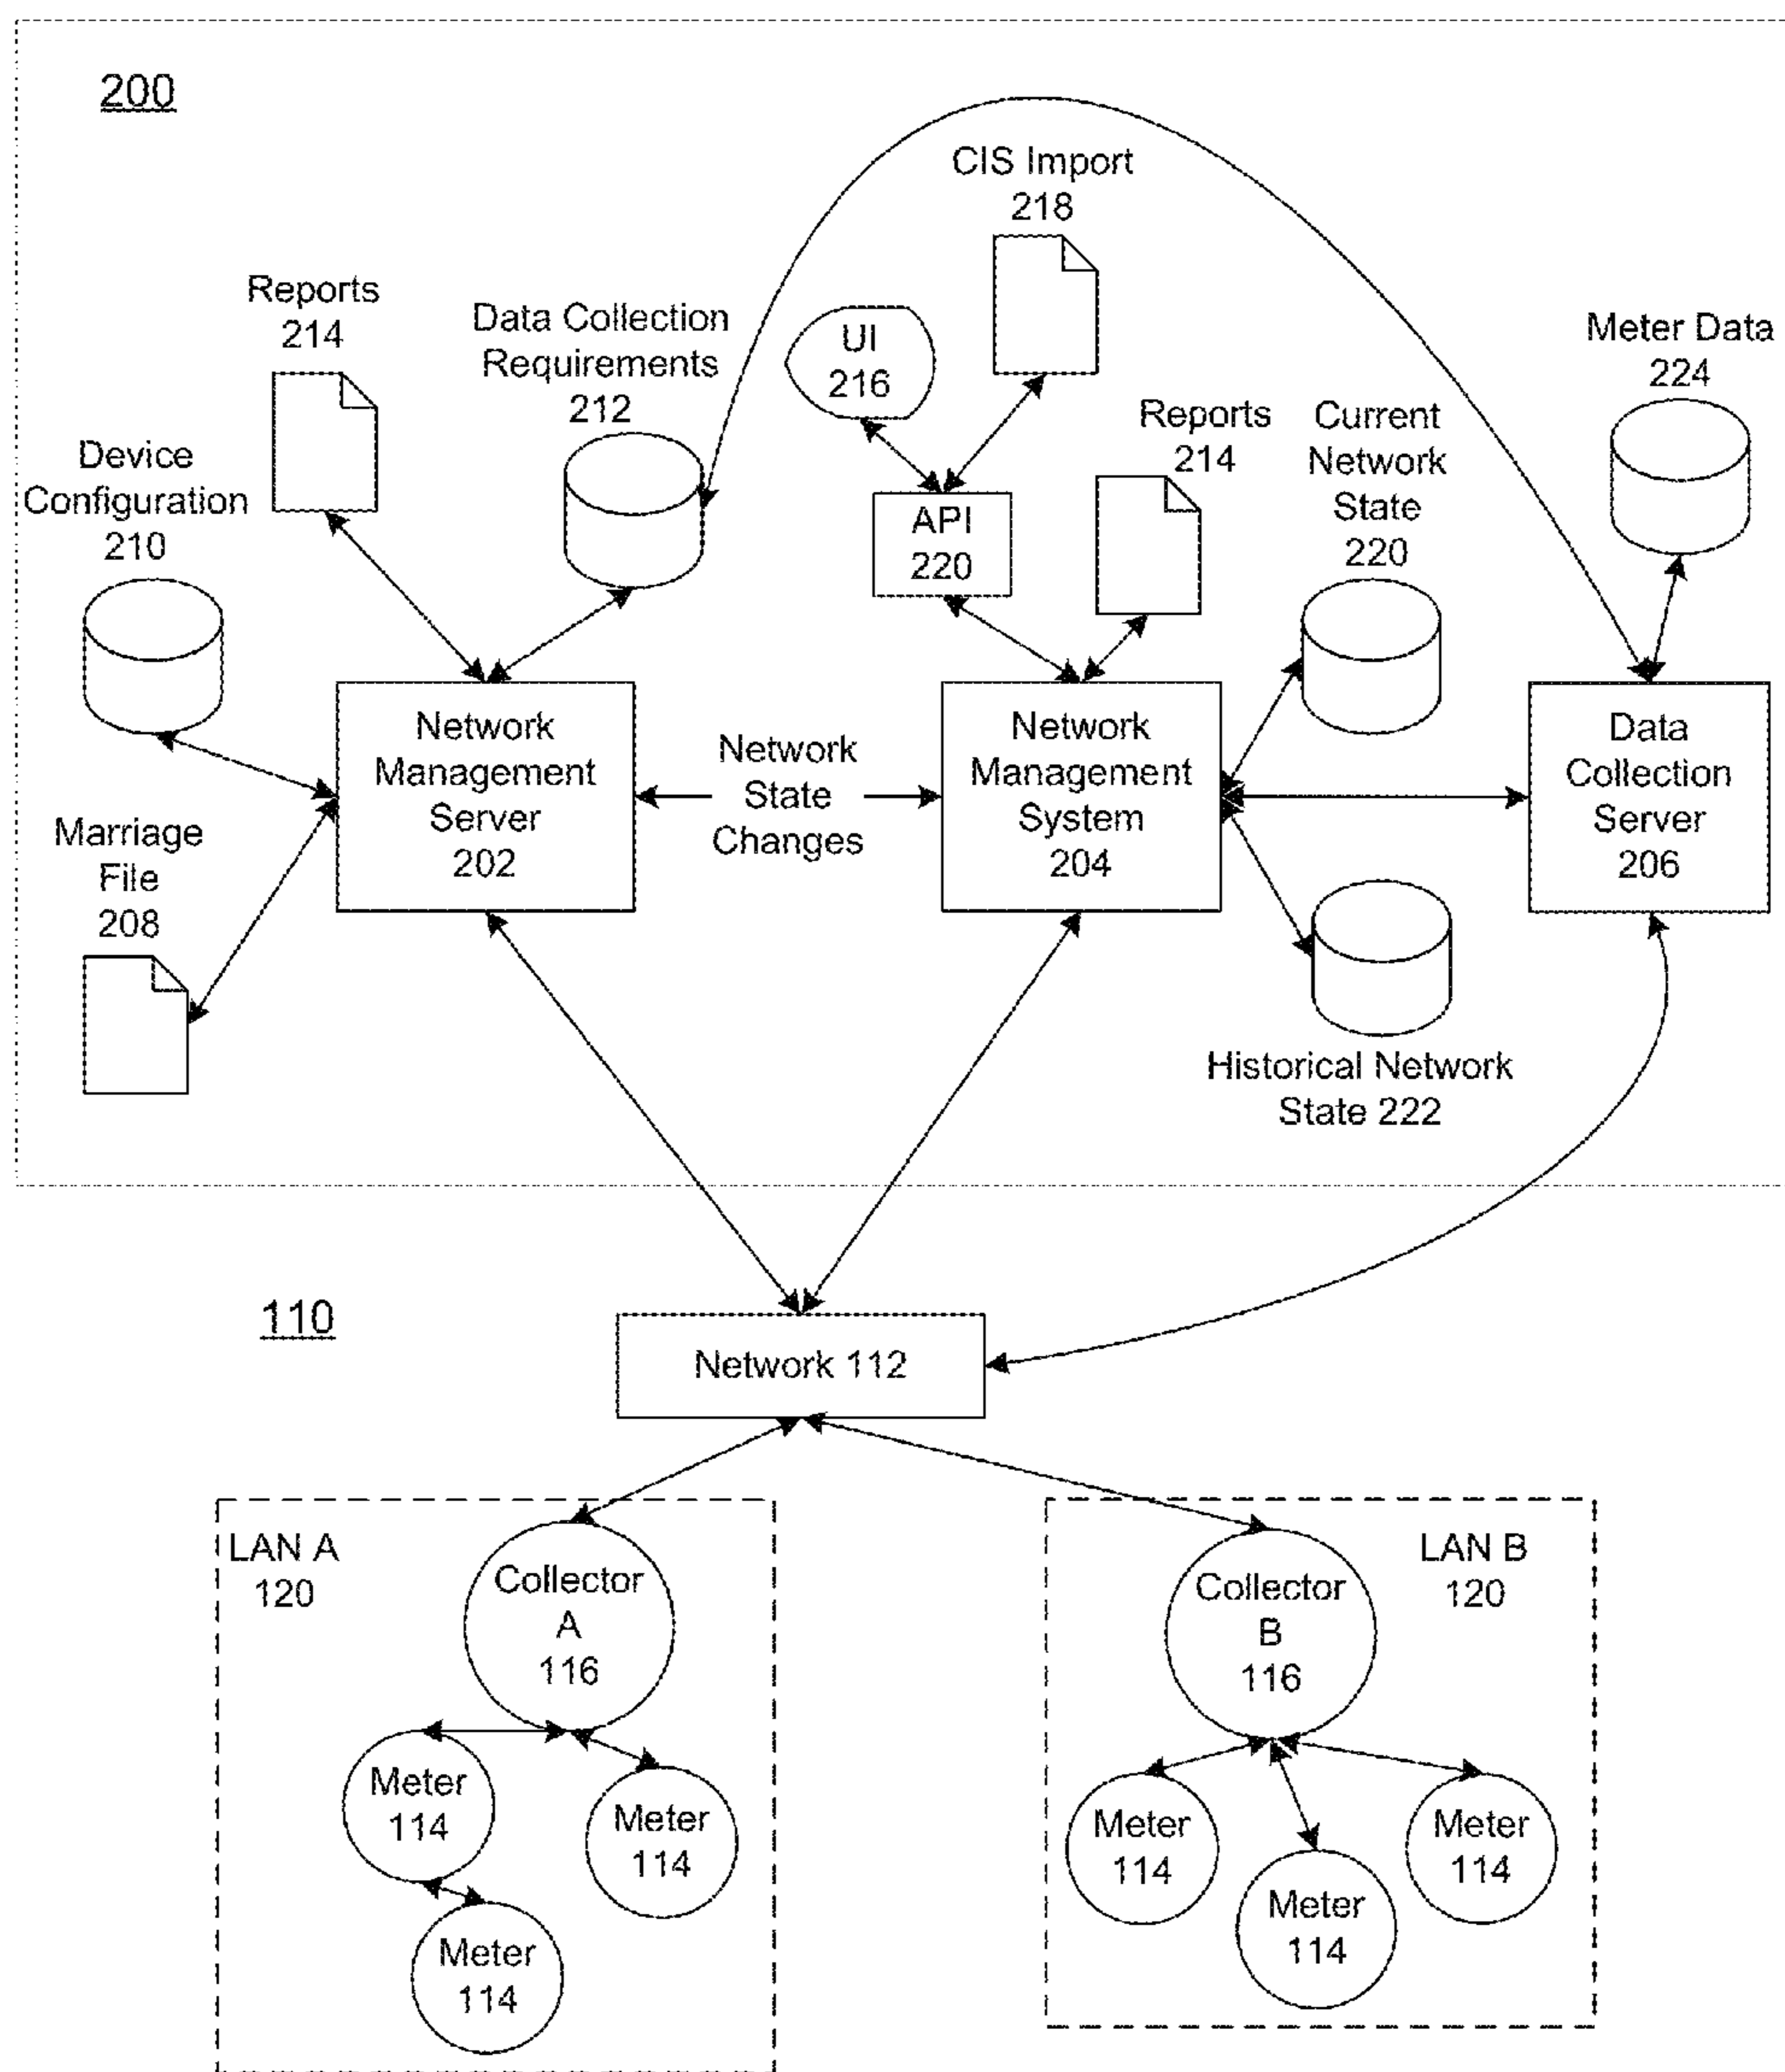 200
CIS Import
218
Reports
214
Data Collection
Requirements
212
UI
216
Meter Data
224
Device
Configuration
210
API
220
Reports
214
Current
Network
State
220
Marriage
File
208
Network
Management
Server
202
Network
State
Changes
Network
Management
System
204
Data
Collection
Server
206
Historical Network
State 222
110
Network 112
LAN A
120
Collector
A
116
Meter
114
Meter
114
Meter
114
LAN B
120
Collector
B
116
Meter
114
Meter
114
Meter
114